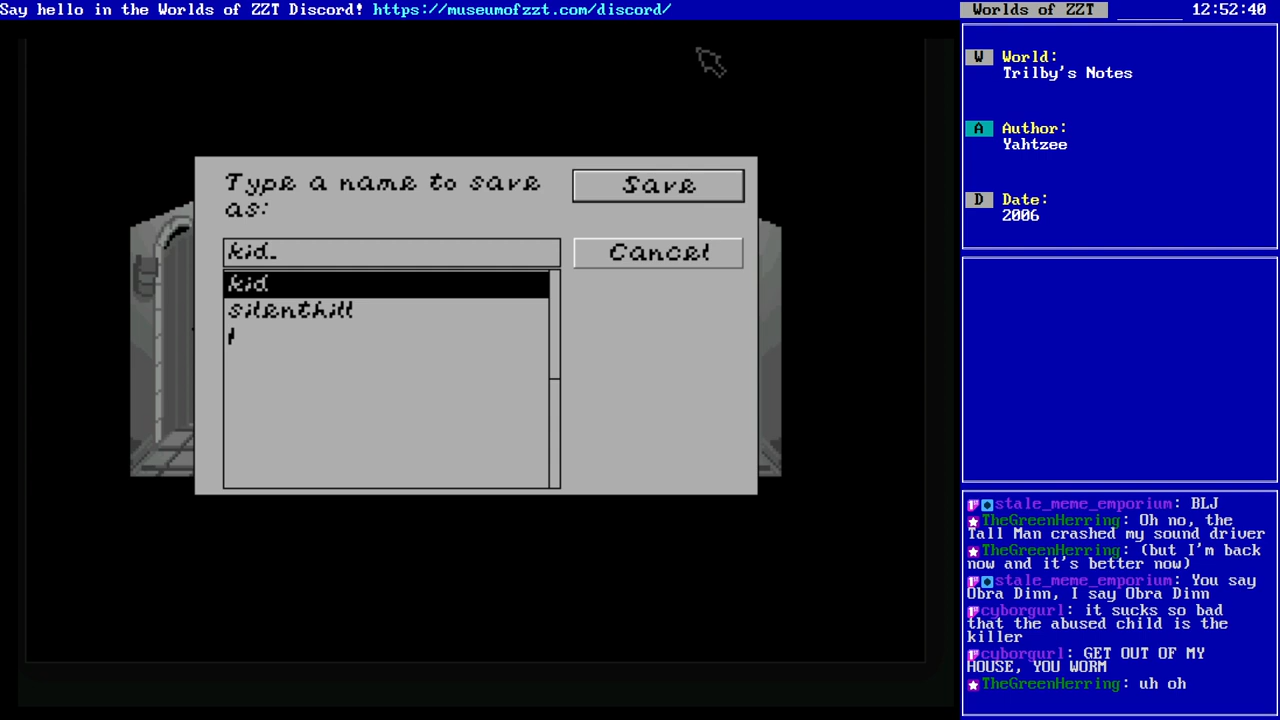 Say hello in the Worlds of ZZT Discord! https://museumofzzt.com/discord/
Worlds of ZZT
12:52:40
W World:
Trilby's Notes
A Author:
Yahtzee
D Date:
2006
Type a name to save
as:
Save
kid_
Cancel
kid
silenthill
stale_meme_emporium: BLJ
TheGreenHerring: Oh no, the
Tall Man crashed my sound driver
TheGreenHerring: (but I'm back
now and it's better now)
stale_meme_emporium: You say
Obra Dinn, I say Obra Dinn
cyborgurl: it sucks so bad
that the abused child is the
killer
cyborgurl: GET OUT OF MY
HOUSE, YOU WORM
TheGreenHerring: uh oh